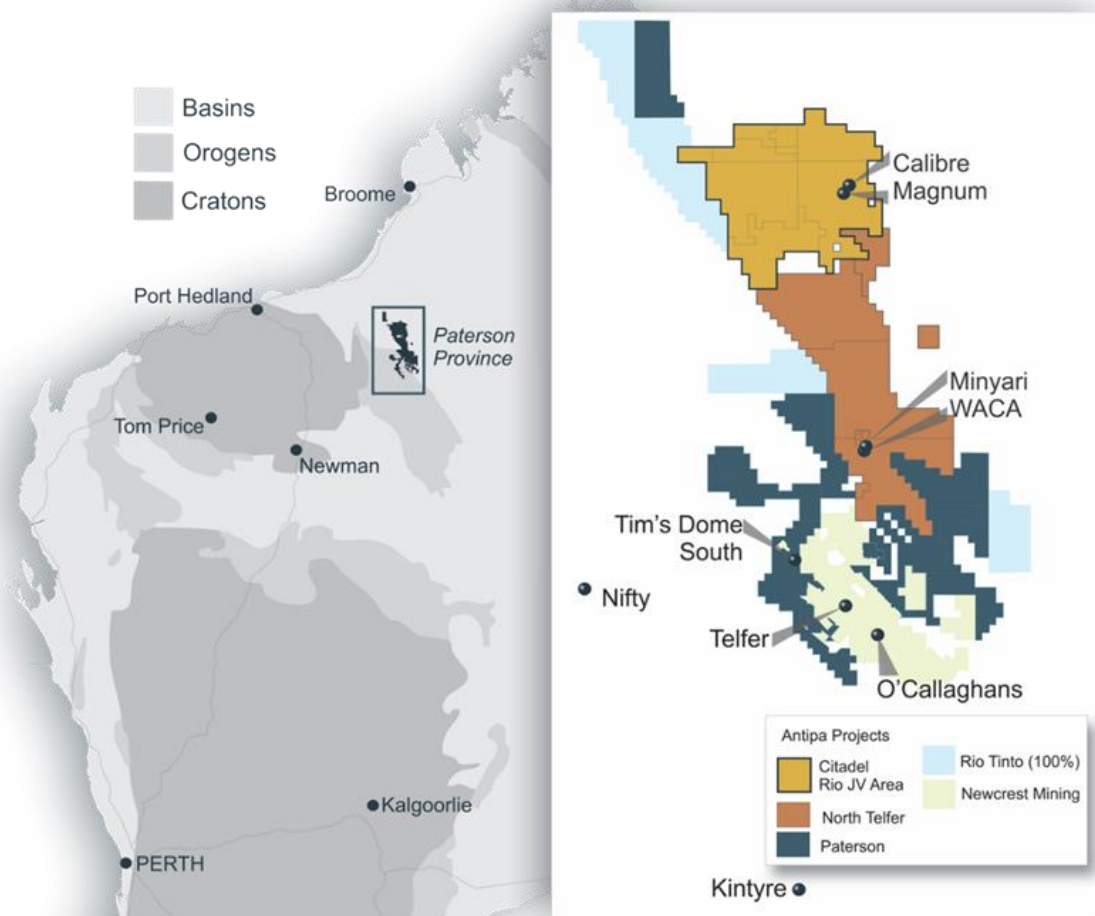 Basins
Orogens
Cratons
Broome
Port Hedland
Paterson
Province
Tom Price
Newman
Kalgoorlie
PERTH
Calibre
Magnum
Minyari
WACA
Tim's Dome
South
Nifty
Telfer
O'Callaghans
Antipa Projects
Citadel
Rio JV Area
North Telfer
Paterson
Rio Tinto (100%)
Newcrest Mining
Kintyre